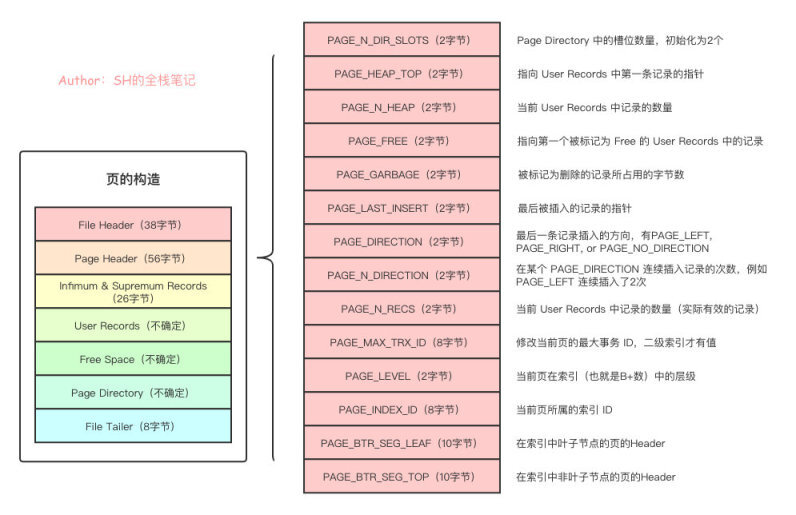 Author：SH的全栈笔记
页的构造
File Header（38字节）
Page Header（56字节）
Infimum & Supremum Records
（26字节）
User Records（不确定）
Free Space（不确定）
Page Directory（不确定）
File Tailer（8字节）
PAGE_N_DIR_SLOTS（2字节） Page Directory 中的槽位数量，初始化为2个
PAGE_HEAP_TOP（2字节） 指向 User Records 中第一条记录的指针
PAGE_N_HEAP（2字节） 当前 User Records 中记录的数量
PAGE_FREE（2字节） 指向第一个被标记为 Free 的 User Records 中的记录
PAGE_GARBAGE（2字节） 被标记为删除的记录所占用的字节数
PAGE_LAST_INSERT（2字节） 最后被插入的记录的指针
PAGE_DIRECTION（2字节） 最后一条记录插入的方向，有PAGE_LEFT,
PAGE_RIGHT, or PAGE_NO_DIRECTION
PAGE_N_DIRECTION（2字节） 在某个 PAGE_DIRECTION 连续插入记录的次数，例如
PAGE_LEFT 连续插入了2次
PAGE_N_RECS（2字节） 当前 User Records 中记录的数量（实际有效的记录）
PAGE_MAX_TRX_ID（8字节） 修改当前页的最大事务 ID，二级索引才有值
PAGE_LEVEL（2字节） 当前页在索引（也就是B+数）中的层级
PAGE_INDEX_ID（8字节） 当前页所属的索引 ID
PAGE_BTR_SEG_LEAF（10字节） 在索引中叶子节点的页的Header
PAGE_BTR_SEG_TOP（10字节） 在索引中非叶子节点的页的Header